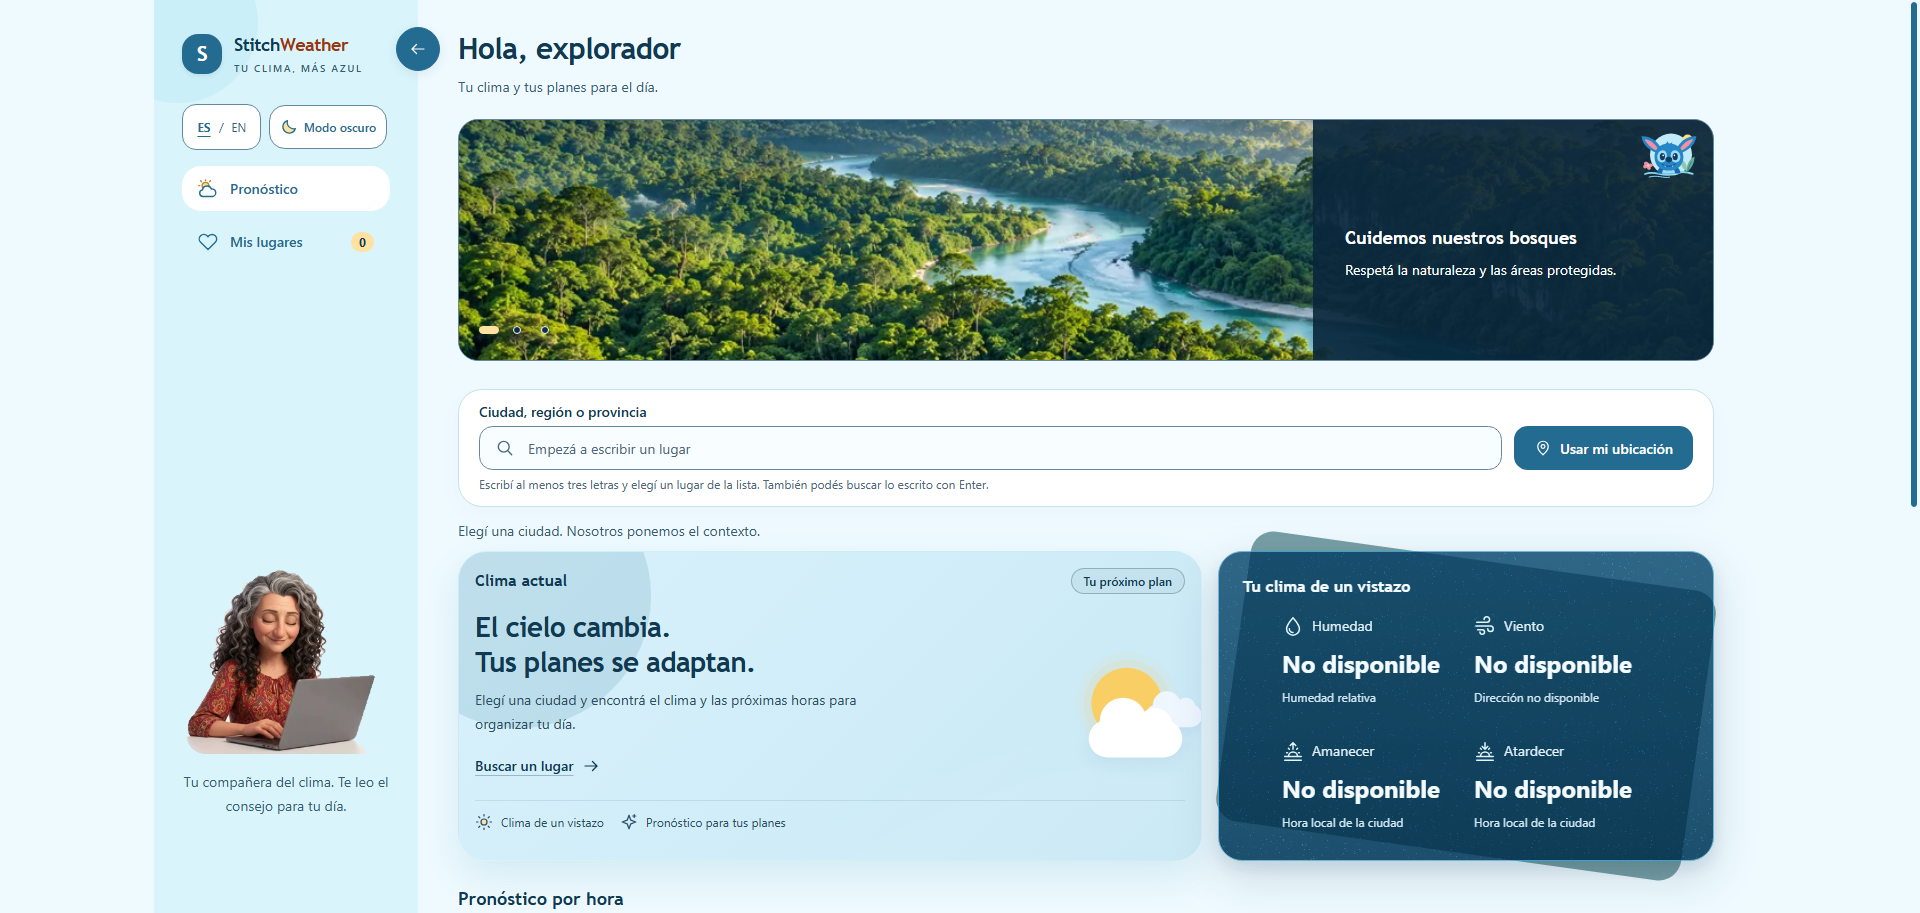 S
StitchWeather
TU CLIMA, MÁS AZUL
ES / EN
Modo oscuro
Pronóstico
Mis lugares
0
Tu compañera del clima. Te leo el
consejo para tu día.
Hola, explorador
Tu clima y tus planes para el día.
Cuidemos nuestros bosques
Respetá la naturaleza y las áreas protegidas.
Ciudad, región o provincia
Empezá a escribir un lugar
Usar mi ubicación
Escribí al menos tres letras y elegí un lugar de la lista. También podés buscar lo escrito con Enter.
Elegí una ciudad. Nosotros ponemos el contexto.
Clima actual
Tu próximo plan
El cielo cambia.
Tus planes se adaptan.
Elegí una ciudad y encontrá el clima y las próximas horas para
organizar tu día.
Buscar un lugar
Clima de un vistazo
Pronóstico para tus planes
Tu clima de un vistazo
Humedad
No disponible
Humedad relativa
Viento
No disponible
Dirección no disponible
Amanecer
No disponible
Hora local de la ciudad
Atardecer
No disponible
Hora local de la ciudad
Pronóstico por hora